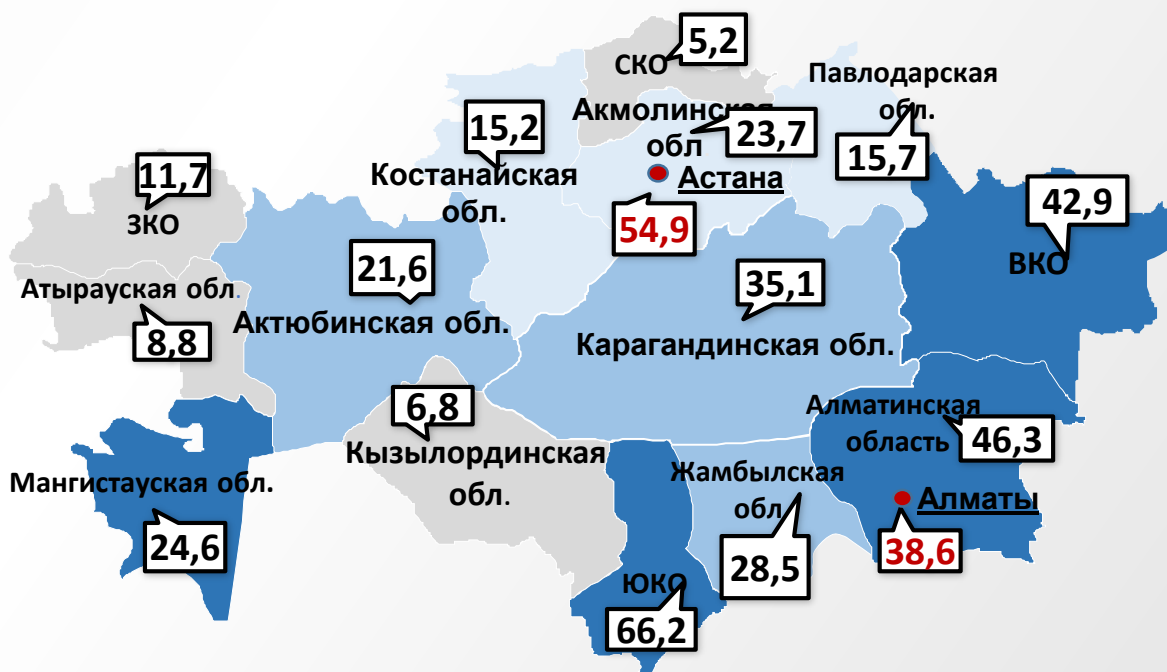 5,2
СКО
Павлодарская
обл.
15,7
Акмолинская
обл
23,7
15,2
Костанайская
обл.
Астана
54,9
11,7
ЗКО
42,9
ВКО
21,6
Актюбинская обл.
35,1
Карагандинская обл.
Атырауская обл.
8,8
6,8
Кызылординская
обл.
Алматинская
область
46,3
Мангистауская обл.
24,6
Жамбылская
обл
28,5
Алматы
38,6
ЮКО
66,2